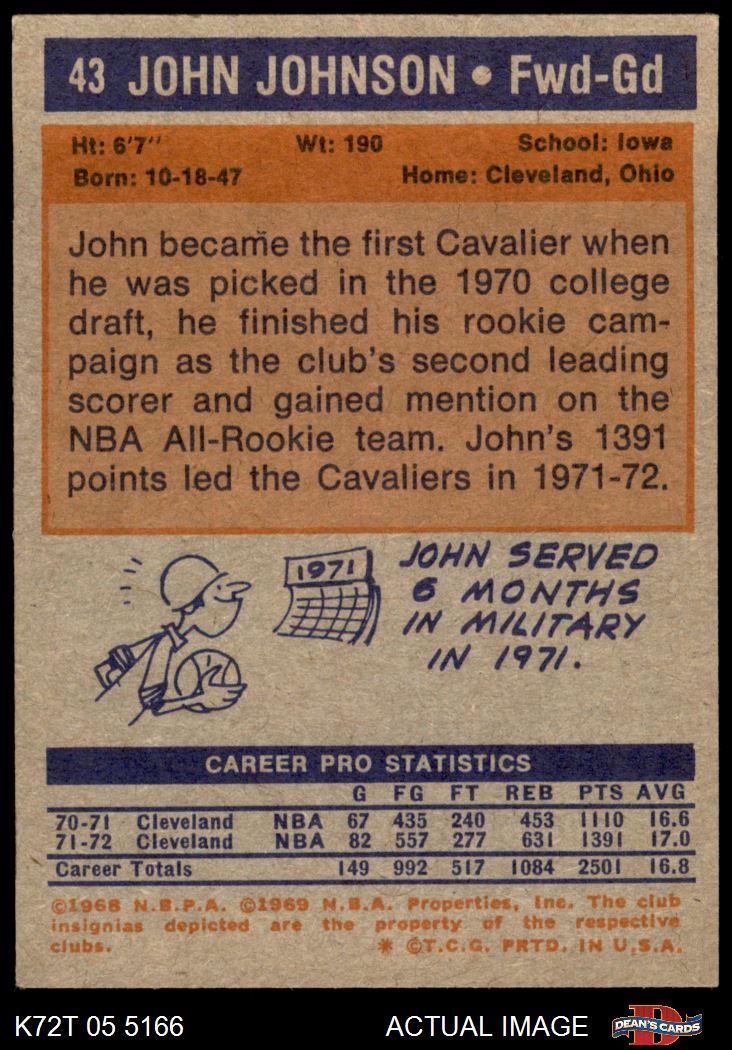 43 JOHN JOHNSON • Fwd-Gd
Ht: 6'7" Wt: 190 School: Iowa
Born: 10-18-47 Home: Cleveland, Ohio
John became the first Cavalier when
he was picked in the 1970 college
draft, he finished his rookie cam-
paign as the club's second leading
scorer and gained mention on the
NBA All-Rookie team. John's 1391
points led the Cavaliers in 1971-72.
1971
JOHN SERVED
6 MONTHS
IN MILITARY
IN 1971.
CAREER PRO STATISTICS
G FG FT REB PTS AVG
70-71 Cleveland NBA 67 435 240 453 1110 16.6
71-72 Cleveland NBA 82 557 277 631 1391 17.0
Career Totals 149 992 517 1084 2501 16.8
©1968 N.B.P.A. ©1969 N.B.A. Properties, Inc. The club
insignias depicted are the property of the respective
clubs. * ©T.C.G. PRTD. IN U.S.A.
K72T 05 5166 ACTUAL IMAGE DEAN'S CARDS